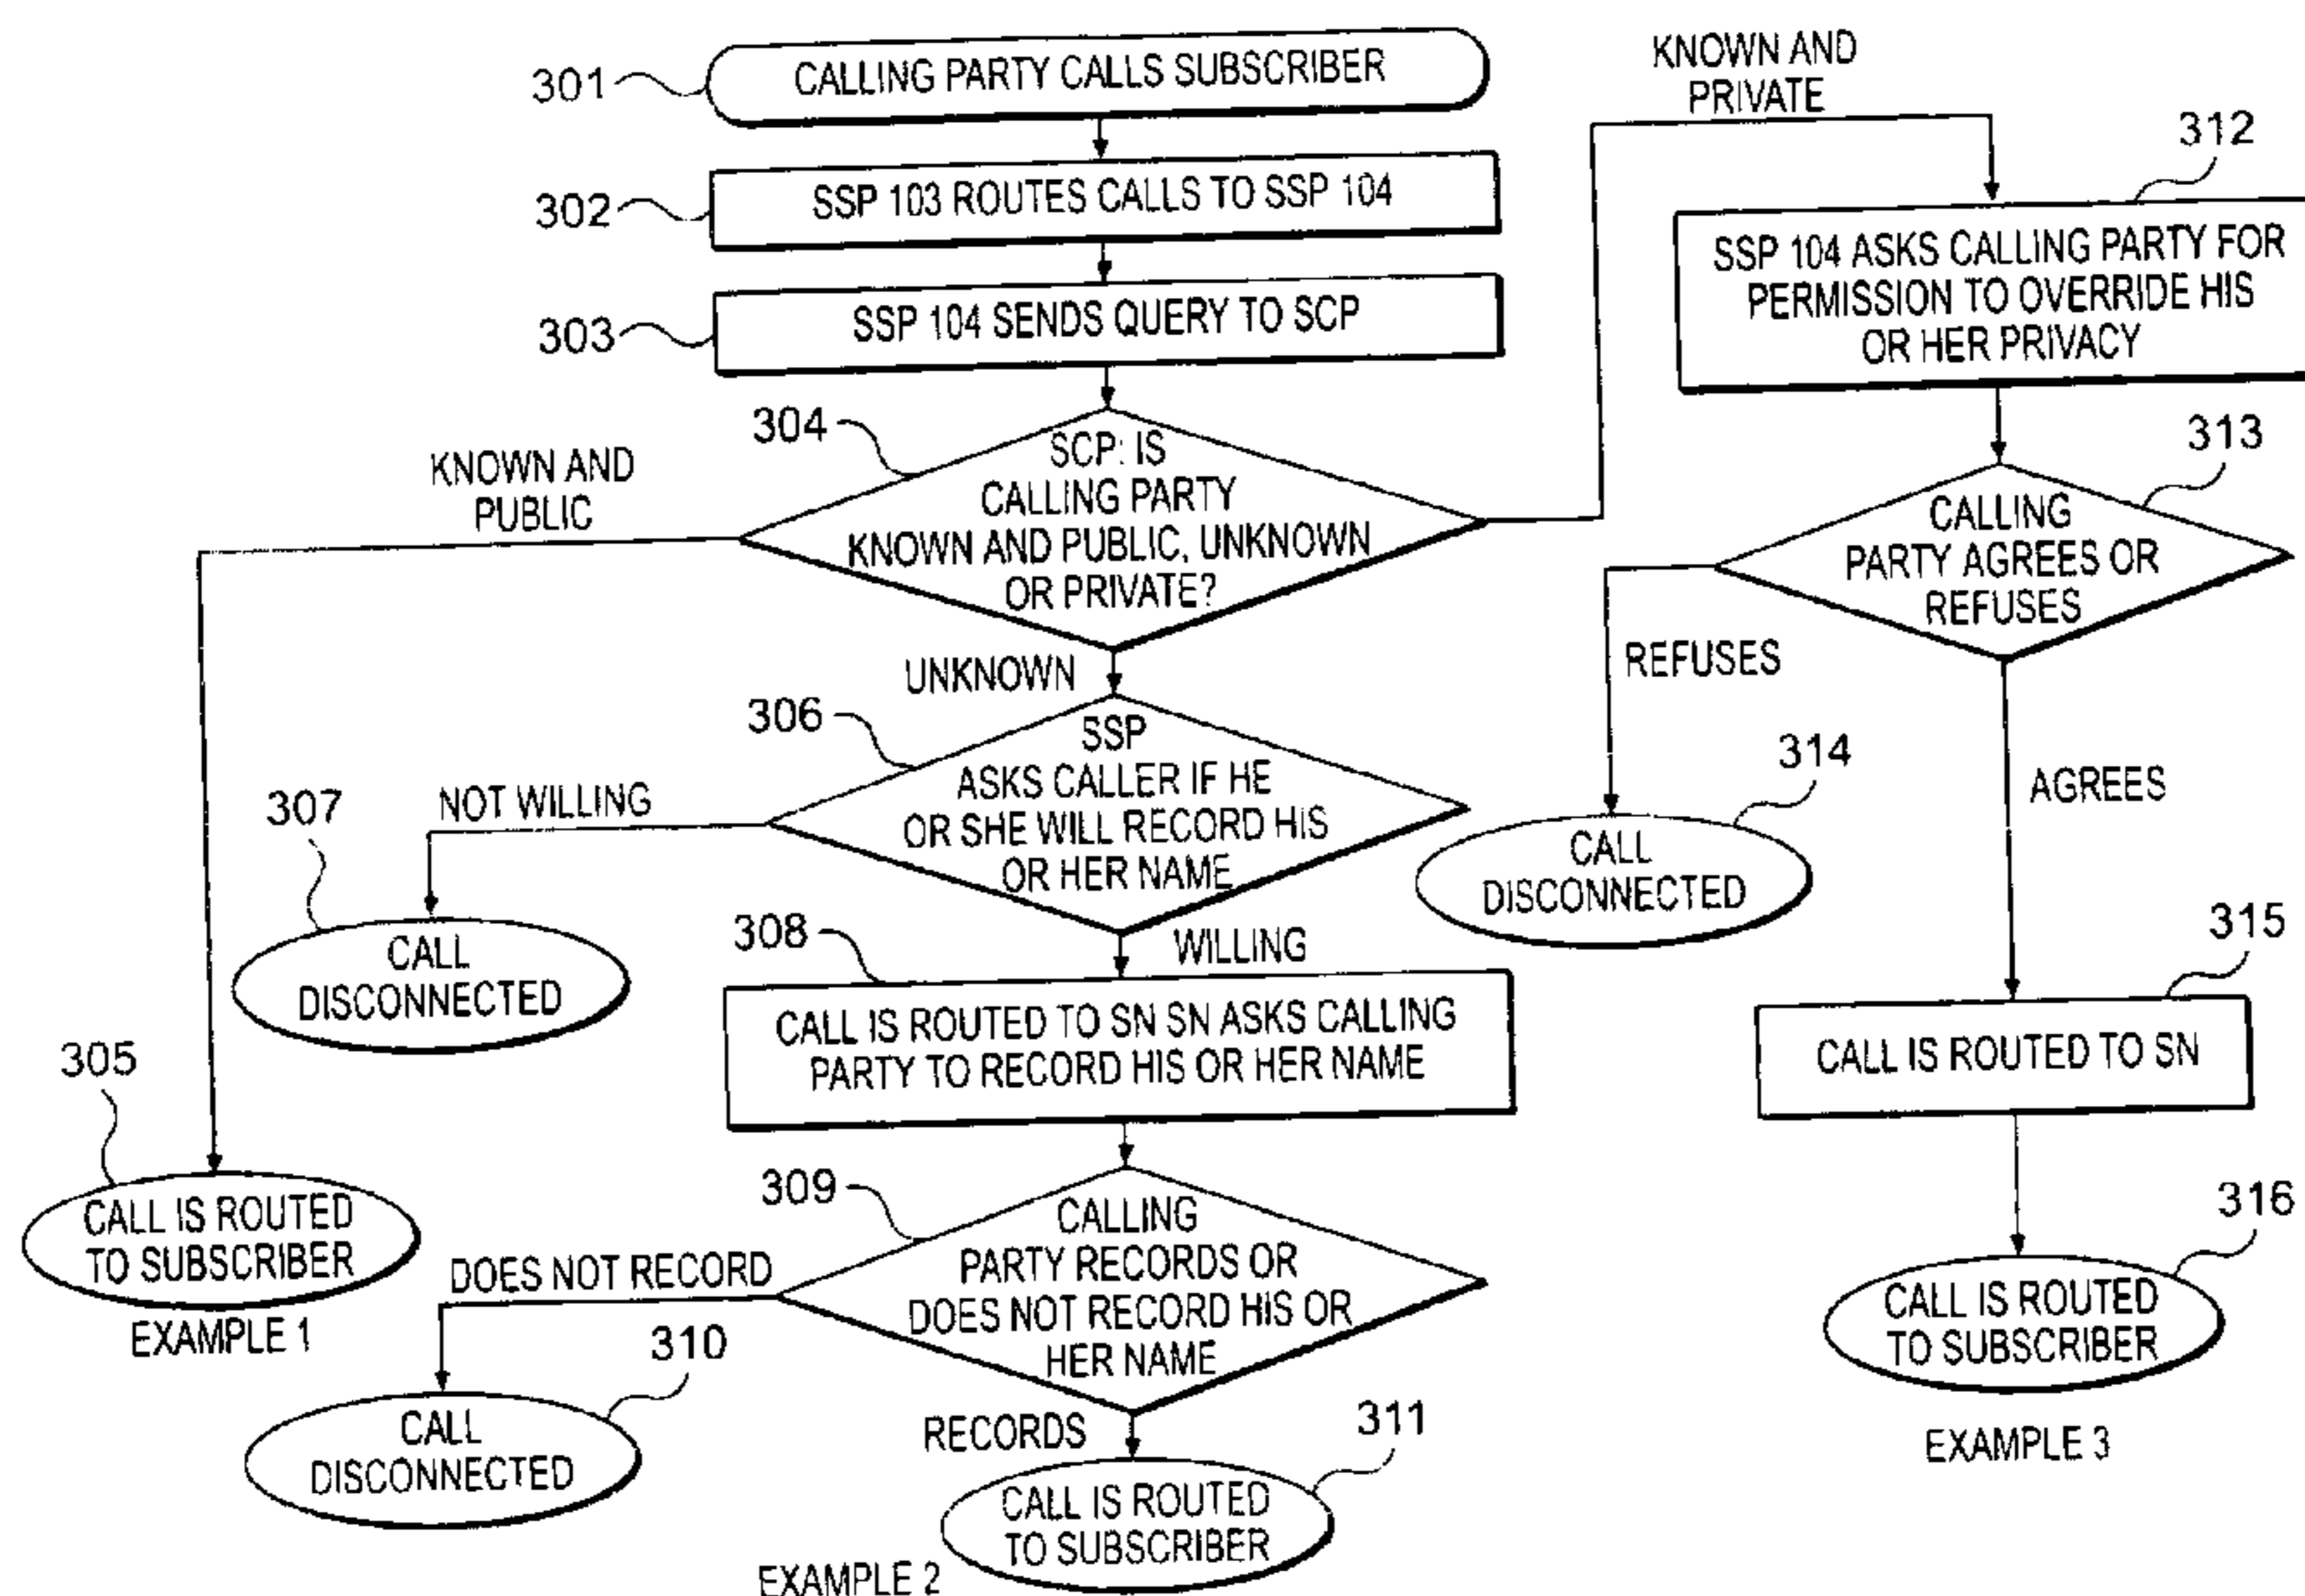 301
CALLING PARTY CALLS SUBSCRIBER
302
SSP 103 ROUTES CALLS TO SSP 104
303
SSP 104 SENDS QUERY TO SCP
304
SCP: IS
CALLING PARTY
KNOWN AND PUBLIC, UNKNOWN
OR PRIVATE?
KNOWN AND
PUBLIC
305
CALL IS ROUTED
TO SUBSCRIBER
EXAMPLE 1
UNKNOWN
306
SSP
ASKS CALLER IF HE
OR SHE WILL RECORD HIS
OR HER NAME
NOT WILLING
307
CALL
DISCONNECTED
WILLING
308
CALL IS ROUTED TO SN SN ASKS CALLING
PARTY TO RECORD HIS OR HER NAME
309
CALLING
PARTY RECORDS OR
DOES NOT RECORD HIS OR
HER NAME
DOES NOT RECORD
310
CALL
DISCONNECTED
RECORDS
311
CALL IS ROUTED
TO SUBSCRIBER
EXAMPLE 2
KNOWN AND
PRIVATE
312
SSP 104 ASKS CALLING PARTY FOR
PERMISSION TO OVERRIDE HIS
OR HER PRIVACY
313
CALLING
PARTY AGREES OR
REFUSES
REFUSES
314
CALL
DISCONNECTED
AGREES
315
CALL IS ROUTED TO SN
316
CALL IS ROUTED
TO SUBSCRIBER
EXAMPLE 3